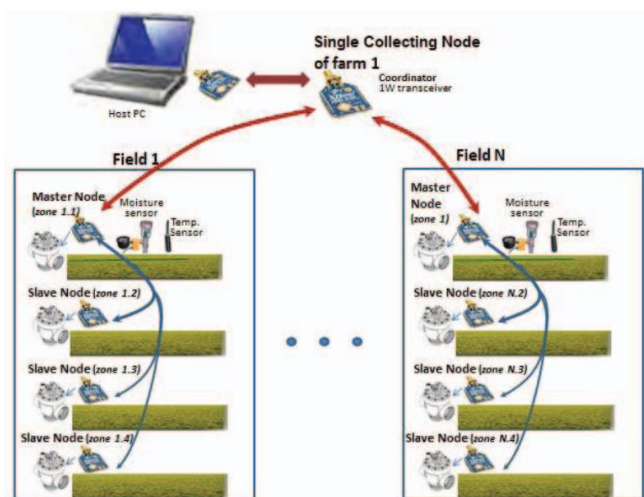 Single Collecting Node
of farm 1
Coordinator
1W transceiver
Host PC
Field 1
Field N
Master Node
(zone 1.1)
Moisture
sensor
Temp.
Sensor
Slave Node (zone 1.2)
Slave Node (zone 1.3)
Slave Node (zone 1.4)
Master
Node
(zone 1)
Moisture
sensor
Temp.
Sensor
Slave Node (zone N.2)
Slave Node (zone N.3)
Slave Node (zone N.4)